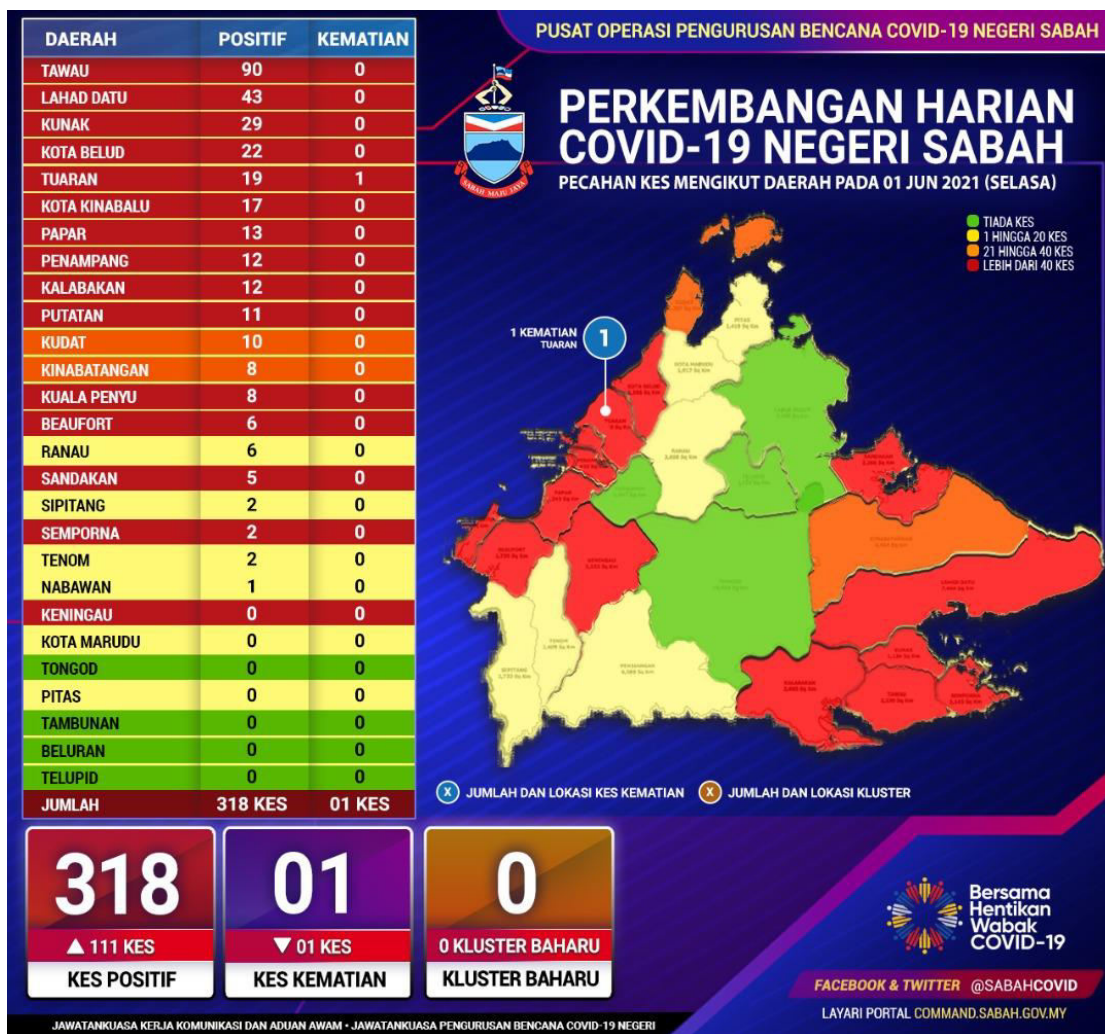 DAERAH POSITIF KEMATIAN
TAWAU 90 0
LAHAD DATU 43 0
KUNAK 29 0
KOTA BELUD 22 0
TUARAN 19 1
KOTA KINABALU 17 0
PAPAR 13 0
PENAMPANG 12 0
KALABAKAN 12 0
PUTATAN 11 0
KUDAT 10 0
KINABATANGAN 8 0
KUALA PENYU 8 0
BEAUFORT 6 0
RANAU 6 0
SANDAKAN 5 0
SIPITANG 2 0
SEMPORNA 2 0
TENOM 2 0
NABAWAN 1 0
KENINGAU 0 0
KOTA MARUDU 0 0
TONGOD 0 0
PITAS 0 0
TAMBUNAN 0 0
BELURAN 0 0
TELUPID 0 0
JUMLAH 318 KES 01 KES
PUSAT OPERASI PENGURUSAN BENCANA COVID-19 NEGERI SABAH
SABAH MAJU JAYA
PERKEMBANGAN HARIAN
COVID-19 NEGERI SABAH
PECAHAN KES MENGIKUT DAERAH PADA 01 JUN 2021 (SELASA)
TIADA KES
1 HINGGA 20 KES
21 HINGGA 40 KES
LEBIH DARI 40 KES
1 KEMATIAN
TUARAN
1
X JUMLAH DAN LOKASI KES KEMATIAN
X JUMLAH DAN LOKASI KLUSTER
318
▲ 111 KES
KES POSITIF
01
▼ 01 KES
KES KEMATIAN
0
0 KLUSTER BAHARU
KLUSTER BAHARU
Bersama
Hentikan
Wabak
COVID-19
FACEBOOK & TWITTER @SABAHCOVID
LAYARI PORTAL COMMAND.SABAH.GOV.MY
JAWATANKUASA KERJA KOMUNIKASI DAN ADUAN AWAM • JAWATANKUASA PENGURUSAN BENCANA COVID-19 NEGERI